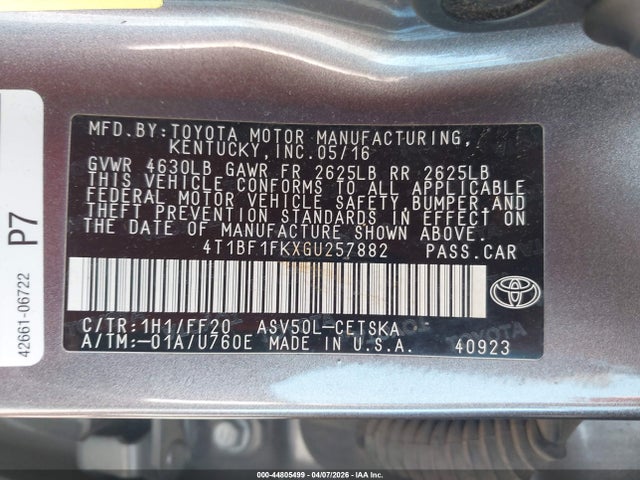 MFD.BY:TOYOTA MOTOR MANUFACTURING,
KENTUCKY, INC.05/16
GVWR 4630LB GAWR FR 2625LB RR 2625LB
THIS VEHICLE CONFORMS TO ALL APPLICABLE
FEDERAL MOTOR VEHICLE SAFETY,BUMPER, AND
THEFT PREVENTION STANDARDS IN EFFECT ON
THE DATE OF MANUFACTURE SHOWN ABOVE.
4T1BF1FKXGU257882 PASS.CAR
C/TR:1H1/FF20 ASV50L-CETSKA
A/TM:-01A/U760E MADE IN U.S.A. 40923
TOYOTA
P7
42661-06722
000-44805499 | 04/07/2026 - IAA